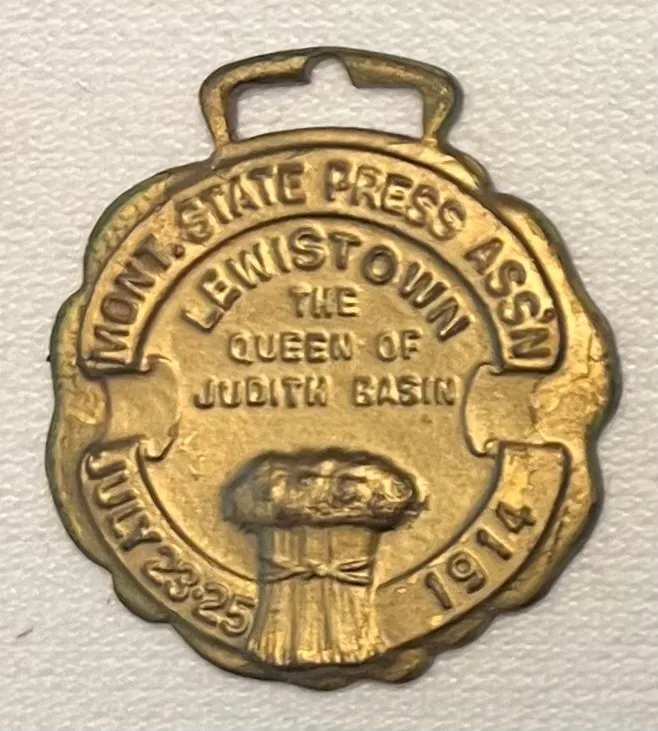 MONT. STATE PRESS ASS'N
LEWISTOWN
THE
QUEEN OF
JUDITH BASIN
JULY 23-25
1914